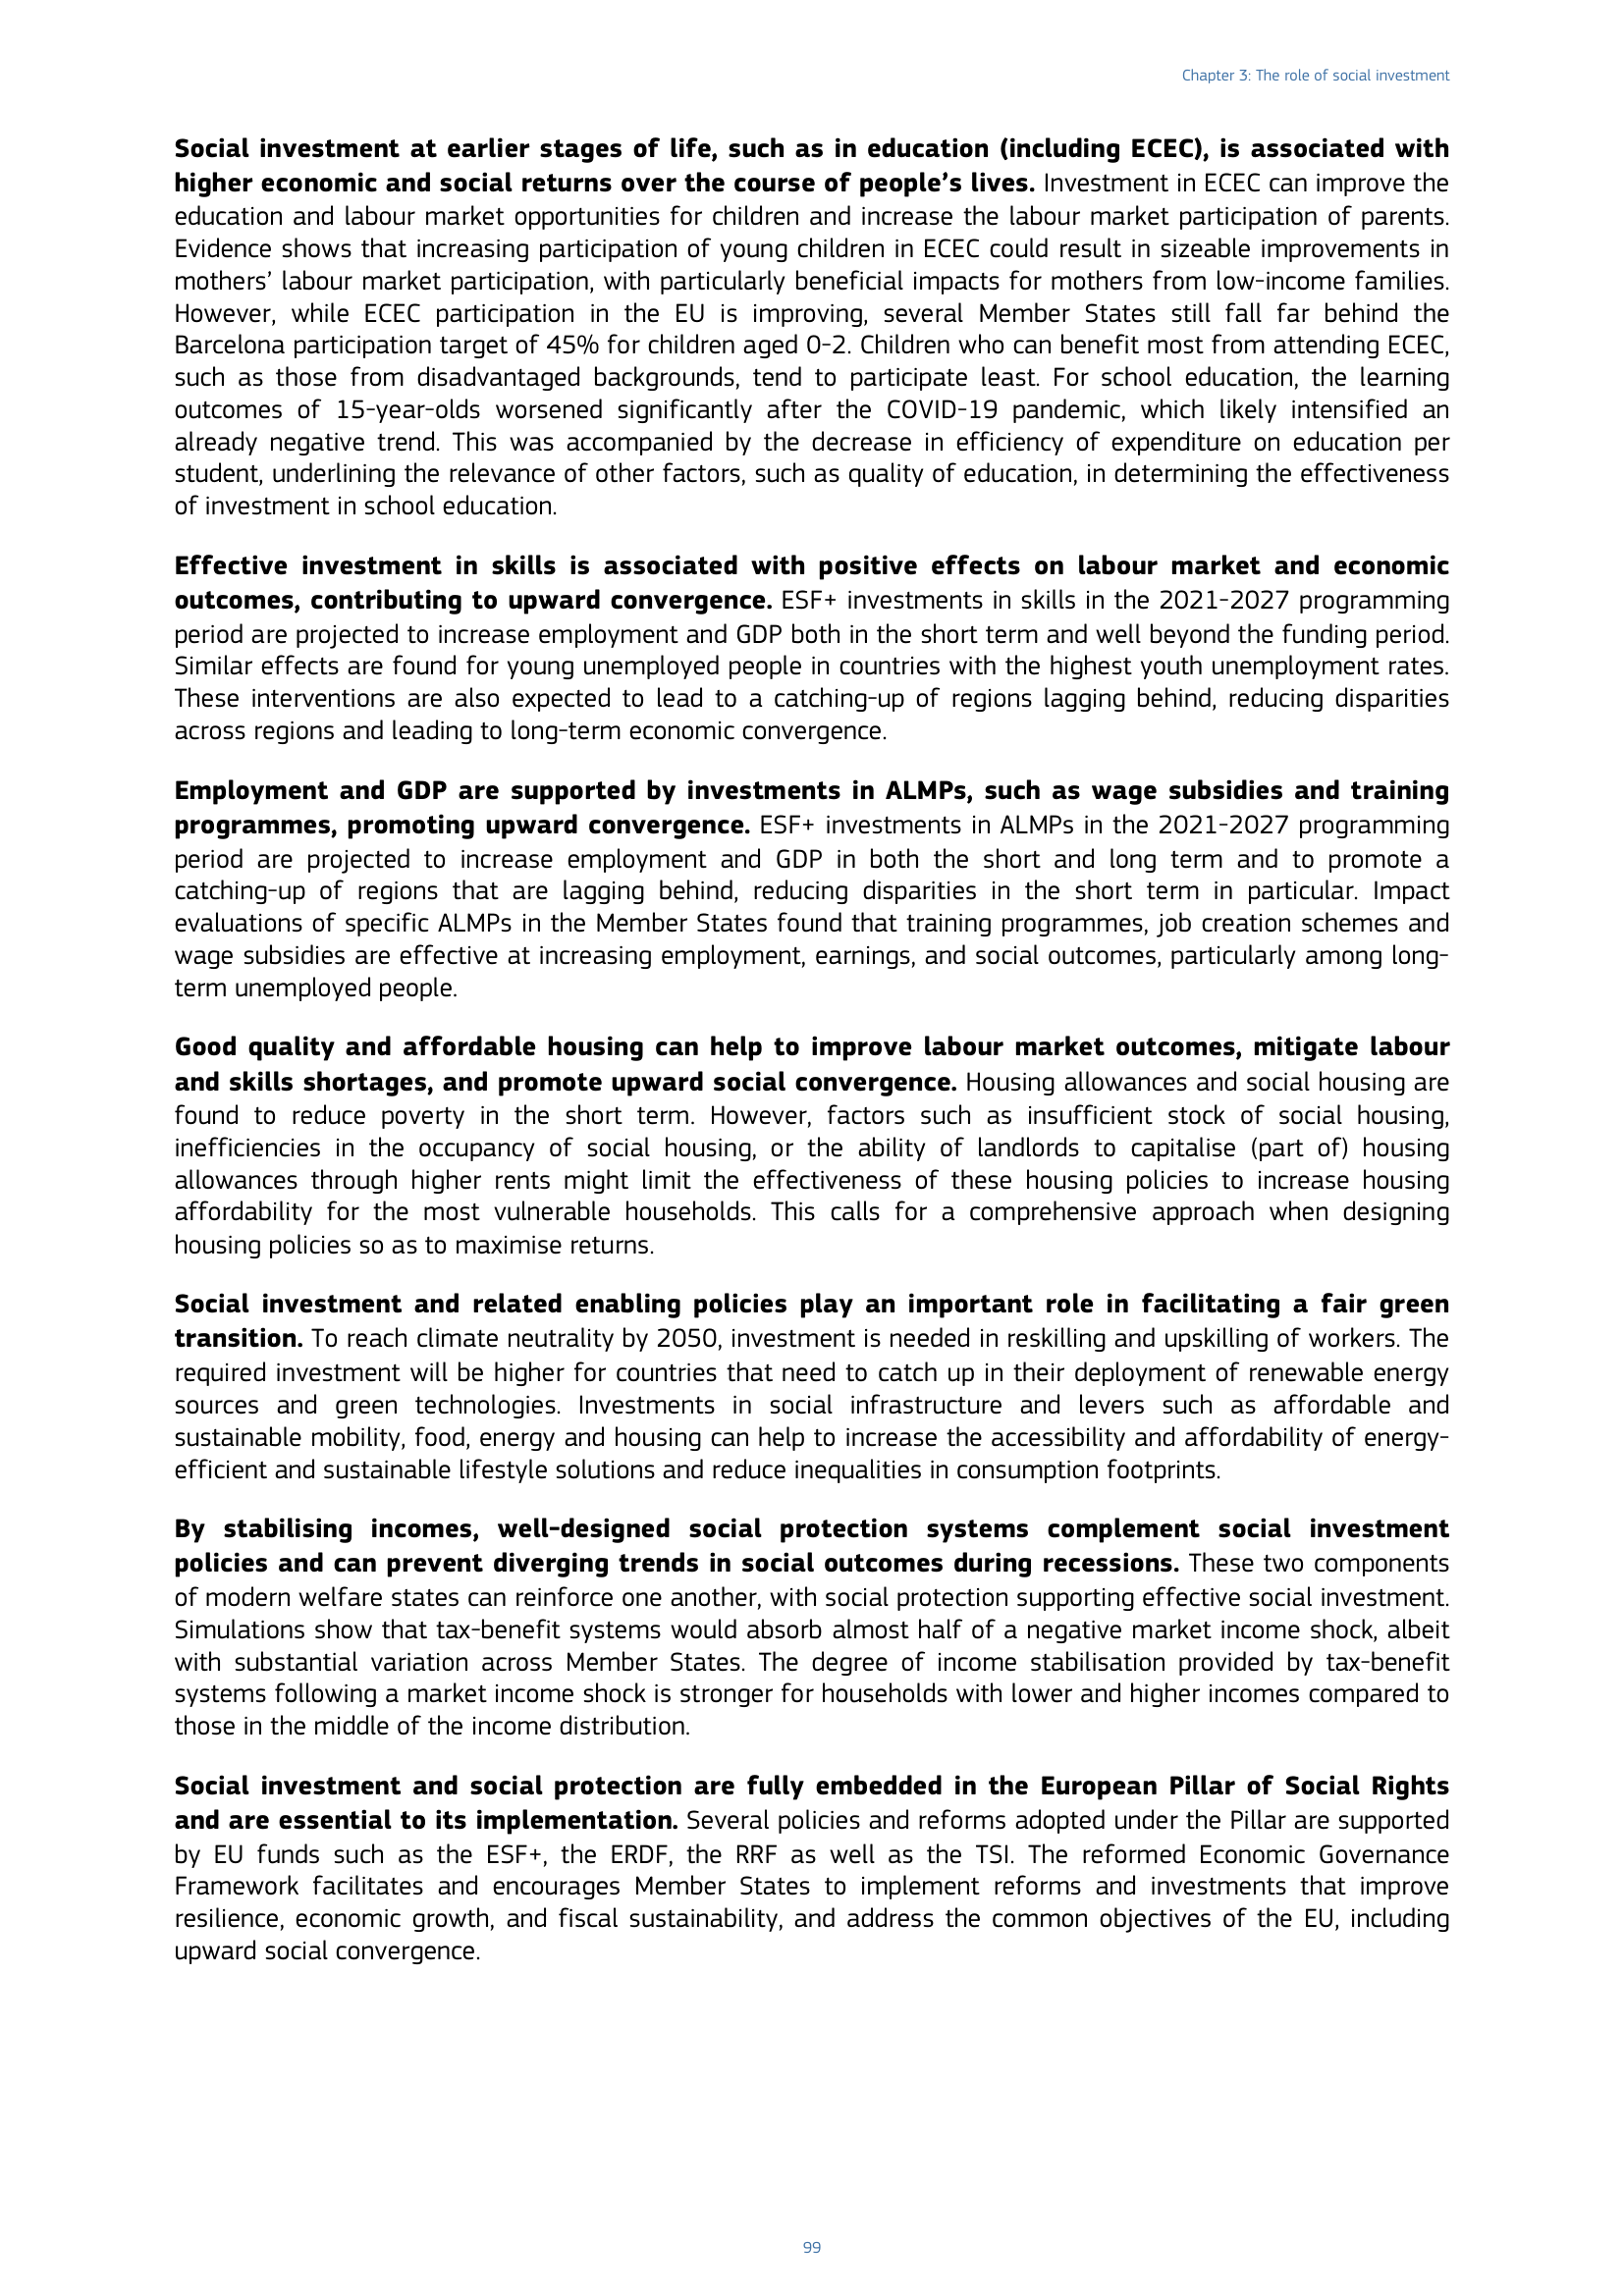 Chapter 3: The role of social investment
Social investment at earlier stages of life, such as in education (including ECEC), is associated with
higher economic and social returns over the course of people’s lives. Investment in ECEC can improve the
education and labour market opportunities for children and increase the labour market participation of parents.
Evidence shows that increasing participation of young children in ECEC could result in sizeable improvements in
mothers’ labour market participation, with particularly beneficial impacts for mothers from low-income families.
However, while ECEC participation in the EU is improving, several Member States still fall far behind the
Barcelona participation target of 45% for children aged 0-2. Children who can benefit most from attending ECEC,
such as those from disadvantaged backgrounds, tend to participate least. For school education, the learning
outcomes of 15-year-olds worsened significantly after the COVID-19 pandemic, which likely intensified an
already negative trend. This was accompanied by the decrease in efficiency of expenditure on education per
student, underlining the relevance of other factors, such as quality of education, in determining the effectiveness
of investment in school education.
Effective investment in skills is associated with positive effects on labour market and economic
outcomes, contributing to upward convergence. ESF+ investments in skills in the 2021-2027 programming
period are projected to increase employment and GDP both in the short term and well beyond the funding period.
Similar effects are found for young unemployed people in countries with the highest youth unemployment rates.
These interventions are also expected to lead to a catching-up of regions lagging behind, reducing disparities
across regions and leading to long-term economic convergence.
Employment and GDP are supported by investments in ALMPs, such as wage subsidies and training
programmes, promoting upward convergence. ESF+ investments in ALMPs in the 2021-2027 programming
period are projected to increase employment and GDP in both the short and long term and to promote a
catching-up of regions that are lagging behind, reducing disparities in the short term in particular. Impact
evaluations of specific ALMPs in the Member States found that training programmes, job creation schemes and
wage subsidies are effective at increasing employment, earnings, and social outcomes, particularly among long-
term unemployed people.
Good quality and affordable housing can help to improve labour market outcomes, mitigate labour
and skills shortages, and promote upward social convergence. Housing allowances and social housing are
found to reduce poverty in the short term. However, factors such as insufficient stock of social housing,
inefficiencies in the occupancy of social housing, or the ability of landlords to capitalise (part of) housing
allowances through higher rents might limit the effectiveness of these housing policies to increase housing
affordability for the most vulnerable households. This calls for a comprehensive approach when designing
housing policies so as to maximise returns.
Social investment and related enabling policies play an important role in facilitating a fair green
transition. To reach climate neutrality by 2050, investment is needed in reskilling and upskilling of workers. The
required investment will be higher for countries that need to catch up in their deployment of renewable energy
sources and green technologies. Investments in social infrastructure and levers such as affordable and
sustainable mobility, food, energy and housing can help to increase the accessibility and affordability of energy-
efficient and sustainable lifestyle solutions and reduce inequalities in consumption footprints.
By stabilising incomes, well-designed social protection systems complement social investment
policies and can prevent diverging trends in social outcomes during recessions. These two components
of modern welfare states can reinforce one another, with social protection supporting effective social investment.
Simulations show that tax-benefit systems would absorb almost half of a negative market income shock, albeit
with substantial variation across Member States. The degree of income stabilisation provided by tax-benefit
systems following a market income shock is stronger for households with lower and higher incomes compared to
those in the middle of the income distribution.
Social investment and social protection are fully embedded in the European Pillar of Social Rights
and are essential to its implementation. Several policies and reforms adopted under the Pillar are supported
by EU funds such as the ESF+, the ERDF, the RRF as well as the TSI. The reformed Economic Governance
Framework facilitates and encourages Member States to implement reforms and investments that improve
resilience, economic growth, and fiscal sustainability, and address the common objectives of the EU, including
upward social convergence.
99